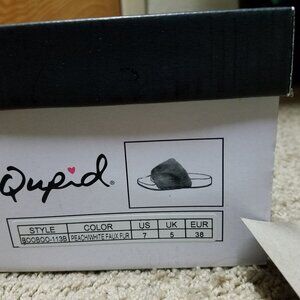 Qupid®
STYLE COLOR US UK EUR
BOOBOO-113B PEACH/WHITE FAUX FUR 7 5 38